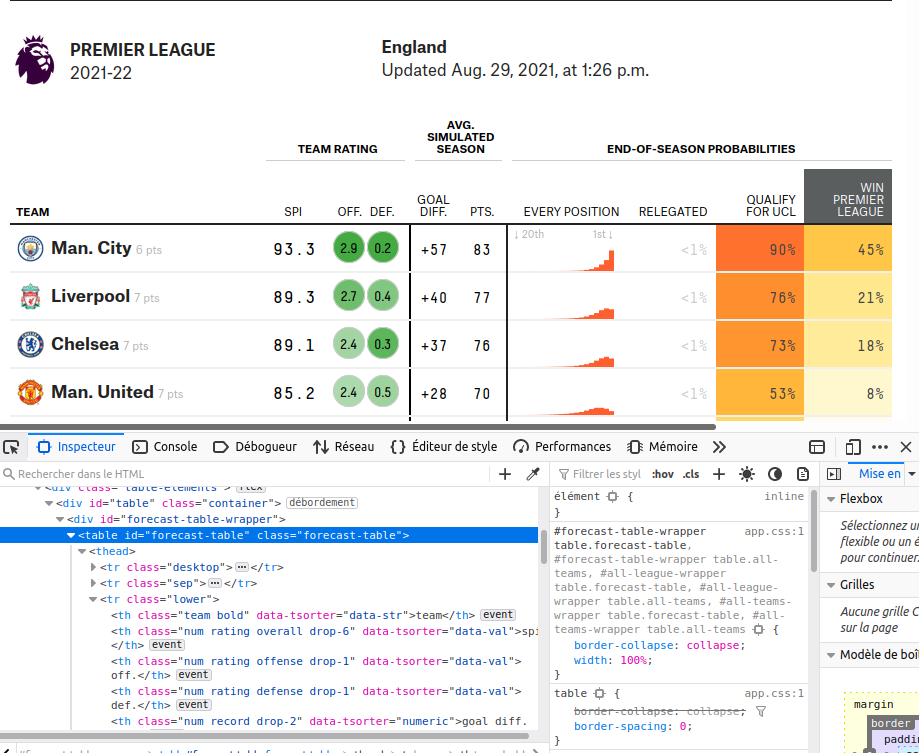 PREMIER LEAGUE
2021-22
England
Updated Aug. 29, 2021, at 1:26 p.m.
TEAM RATING
AVG.
SIMULATED
SEASON
END-OF-SEASON PROBABILITIES
TEAM SPI OFF. DEF. GOAL DIFF. PTS. EVERY POSITION RELEGATED QUALIFY FOR UCL WIN PREMIER LEAGUE
↓ 20th 1st ↓
Man. City 6 pts 93.3 2.9 0.2 +57 83 <1% 90% 45%
Liverpool 7 pts 89.3 2.7 0.4 +40 77 <1% 76% 21%
Chelsea 7 pts 89.1 2.4 0.3 +37 76 <1% 73% 18%
Man. United 7 pts 85.2 2.4 0.5 +28 70 <1% 53% 8%
Inspecteur Console Débogueur Réseau Éditeur de style Performances Mémoire
Rechercher dans le HTML
<div class="table-elements"> flex
<div id="table" class="container"> débordement
<div id="forecast-table-wrapper">
<table id="forecast-table" class="forecast-table">
<thead>
<tr class="desktop"> </tr>
<tr class="sep"> </tr>
<tr class="lower">
<th class="team bold" data-tsorter="data-str">team</th> event
<th class="num rating overall drop-6" data-tsorter="data-val">spi
</th> event
<th class="num rating offense drop-1" data-tsorter="data-val">
off.</th> event
<th class="num rating defense drop-1" data-tsorter="data-val">
def.</th> event
<th class="num record drop-2" data-tsorter="numeric">goal diff.
Filtrer les styl :hov .cls +
élément { inline
}
#forecast-table-wrapper app.css:1
table.forecast-table,
#forecast-table-wrapper table.all-
teams, #all-league-wrapper
table.forecast-table, #all-league-
wrapper table.all-teams, #all-teams-
wrapper table.forecast-table, #all-
teams-wrapper table.all-teams {
border-collapse: collapse;
width: 100%;
}
table { app.css:1
border-collapse: collapse;
border-spacing: 0;
}
Mise en
Flexbox
Sélectionnez un
flexible ou un é
pour continuer.
Grilles
Aucune grille C
sur la page
Modèle de boî
margin
border
paddin